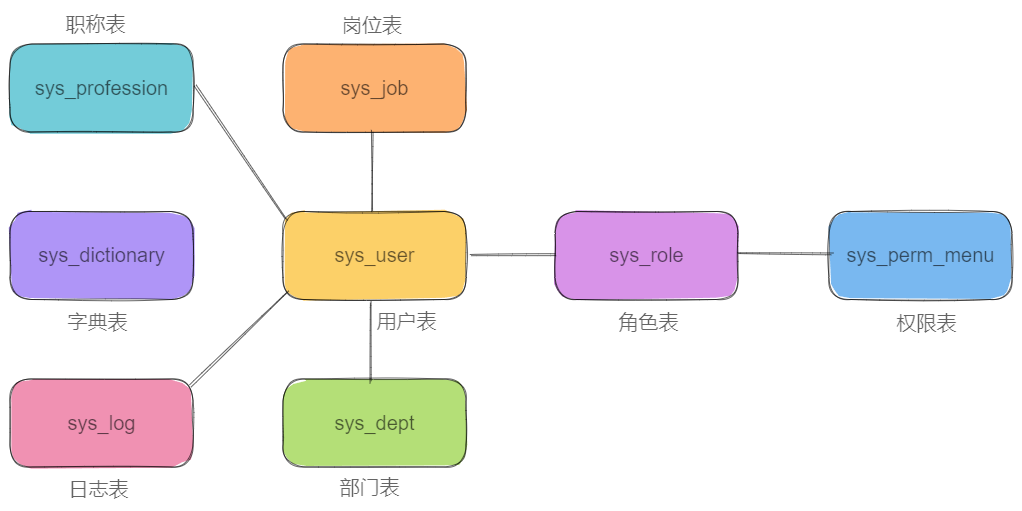 职称表
岗位表
sys_profession
sys_job
sys_dictionary
sys_user
sys_role
sys_perm_menu
字典表
用户表
角色表
权限表
sys_log
sys_dept
日志表
部门表